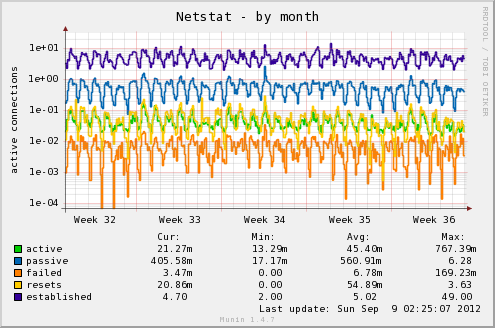 Netstat - by month
RRDTOOL / TOBI OETIKER
active connections
1e+01
1e+00
1e-01
1e-02
1e-03
1e-04
Week 32 Week 33 Week 34 Week 35 Week 36
Cur: Min: Avg: Max:
active 21.27m 13.29m 45.40m 767.39m
passive 405.58m 17.17m 560.91m 6.28
failed 3.47m 0.00 6.78m 169.23m
resets 20.86m 0.00 54.89m 3.63
established 4.70 2.00 5.02 49.00
Last update: Sun Sep 9 02:25:07 2012
Munin 1.4.7